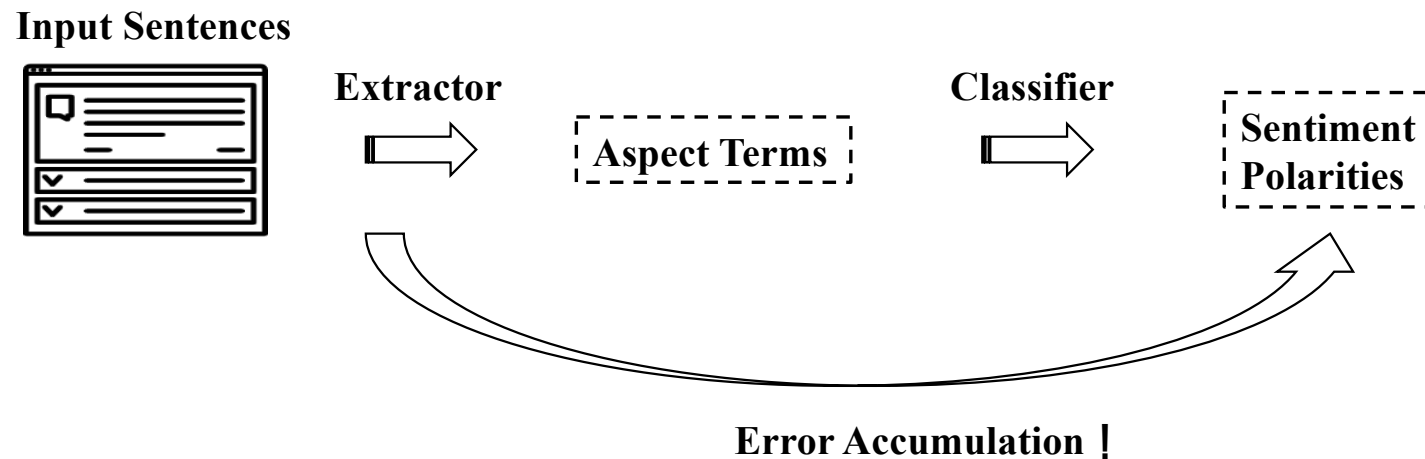 Input Sentences
Extractor
Classifier
Aspect Terms
Sentiment
Polarities
Error Accumulation！